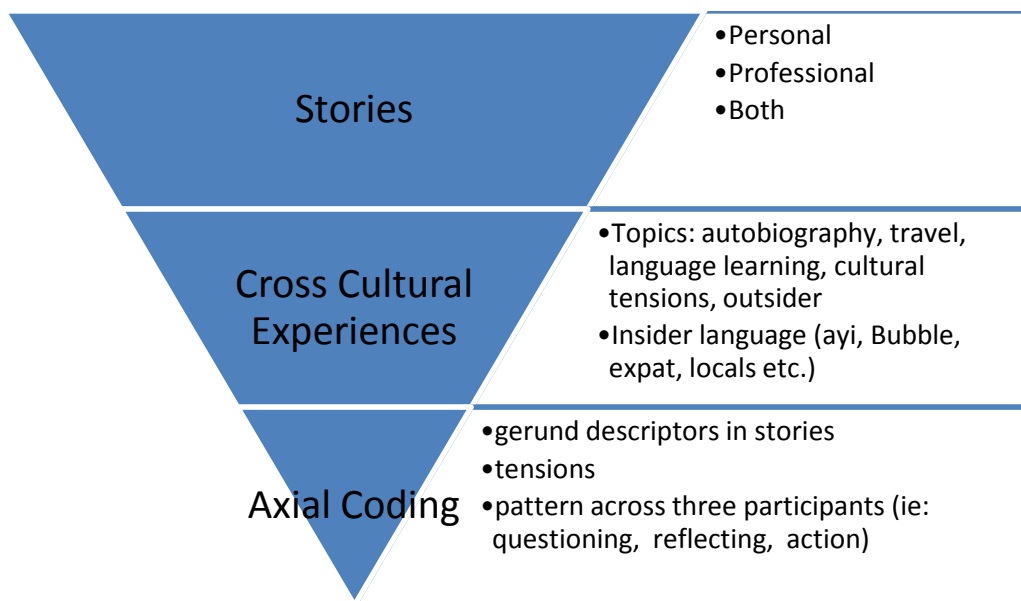 Stories
•Personal
•Professional
•Both
Cross Cultural
Experiences
•Topics: autobiography, travel,
language learning, cultural
tensions, outsider
•Insider language (ayi, Bubble,
expat, locals etc.)
Axial Coding
•gerund descriptors in stories
•tensions
•pattern across three participants (ie:
questioning, reflecting, action)